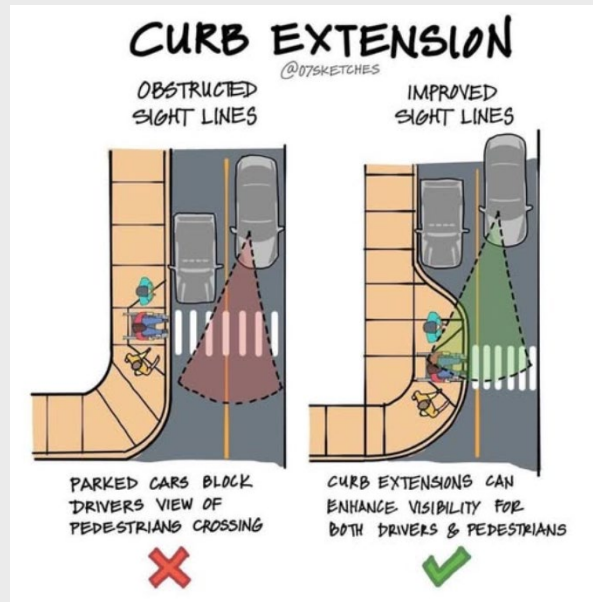 CURB EXTENSION
@07SKETCHES
OBSTRUCTED
SIGHT LINES
IMPROVED
SIGHT LINES
PARKED CARS BLOCK
DRIVERS VIEW OF
PEDESTRIANS CROSSING
CURB EXTENSIONS CAN
ENHANCE VISIBILITY FOR
BOTH DRIVERS & PEDESTRIANS